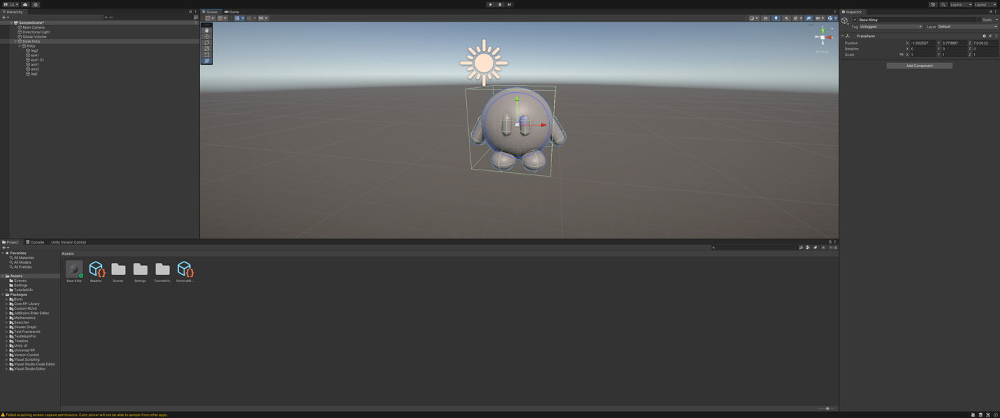 LA
Layers
Layout
Hierarchy
All
SampleScene*
Main Camera
Directional Light
Global Volume
Base Kirby
Kirby
leg2
eye1
eye1 (1)
arm1
arm2
leg1
Scene
Game
2D
y
x
Persp
Inspector
Base Kirby
Static
Tag Untagged
Layer Default
Transform
Position X -1.932507 Y 3.779997 Z 7.03032
Rotation X 0 Y 0 Z 0
Scale X 1 Y 1 Z 1
Add Component
Project
Console
Unity Version Control
16
Favorites
All Materials
All Models
All Prefabs
Assets
Scenes
Settings
TutorialInfo
Packages
Burst
Core RP Library
Custom NUnit
JetBrains Rider Editor
Mathematics
Searcher
Shader Graph
Test Framework
TextMeshPro
Timeline
Unity UI
Universal RP
Version Control
Visual Scripting
Visual Studio Code Editor
Visual Studio Editor
Assets
Base Kirby
Readme
Scenes
Settings
TutorialInfo
UniversalR...
Failed acquiring screen capture permissions. Color picker will not be able to sample from other apps.